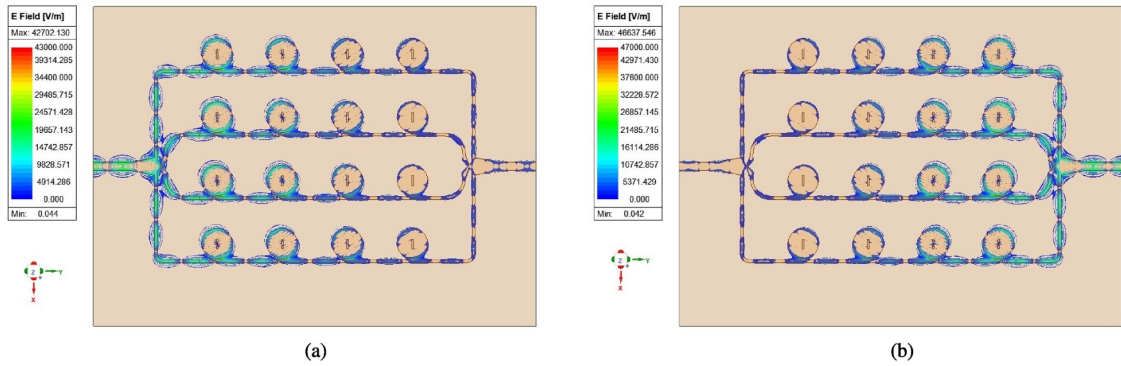 E Field [V/m]
Max: 42702.130
43000.000
39314.285
34400.000
29485.715
24571.428
19657.143
14742.857
9828.571
4914.286
0.000
Min: 0.044
Z
Y
X
(a)
E Field [V/m]
Max: 46637.546
47000.000
42971.430
37600.000
32228.572
26857.145
21485.715
16114.286
10742.857
5371.429
0.000
Min: 0.042
Z
Y
X
(b)